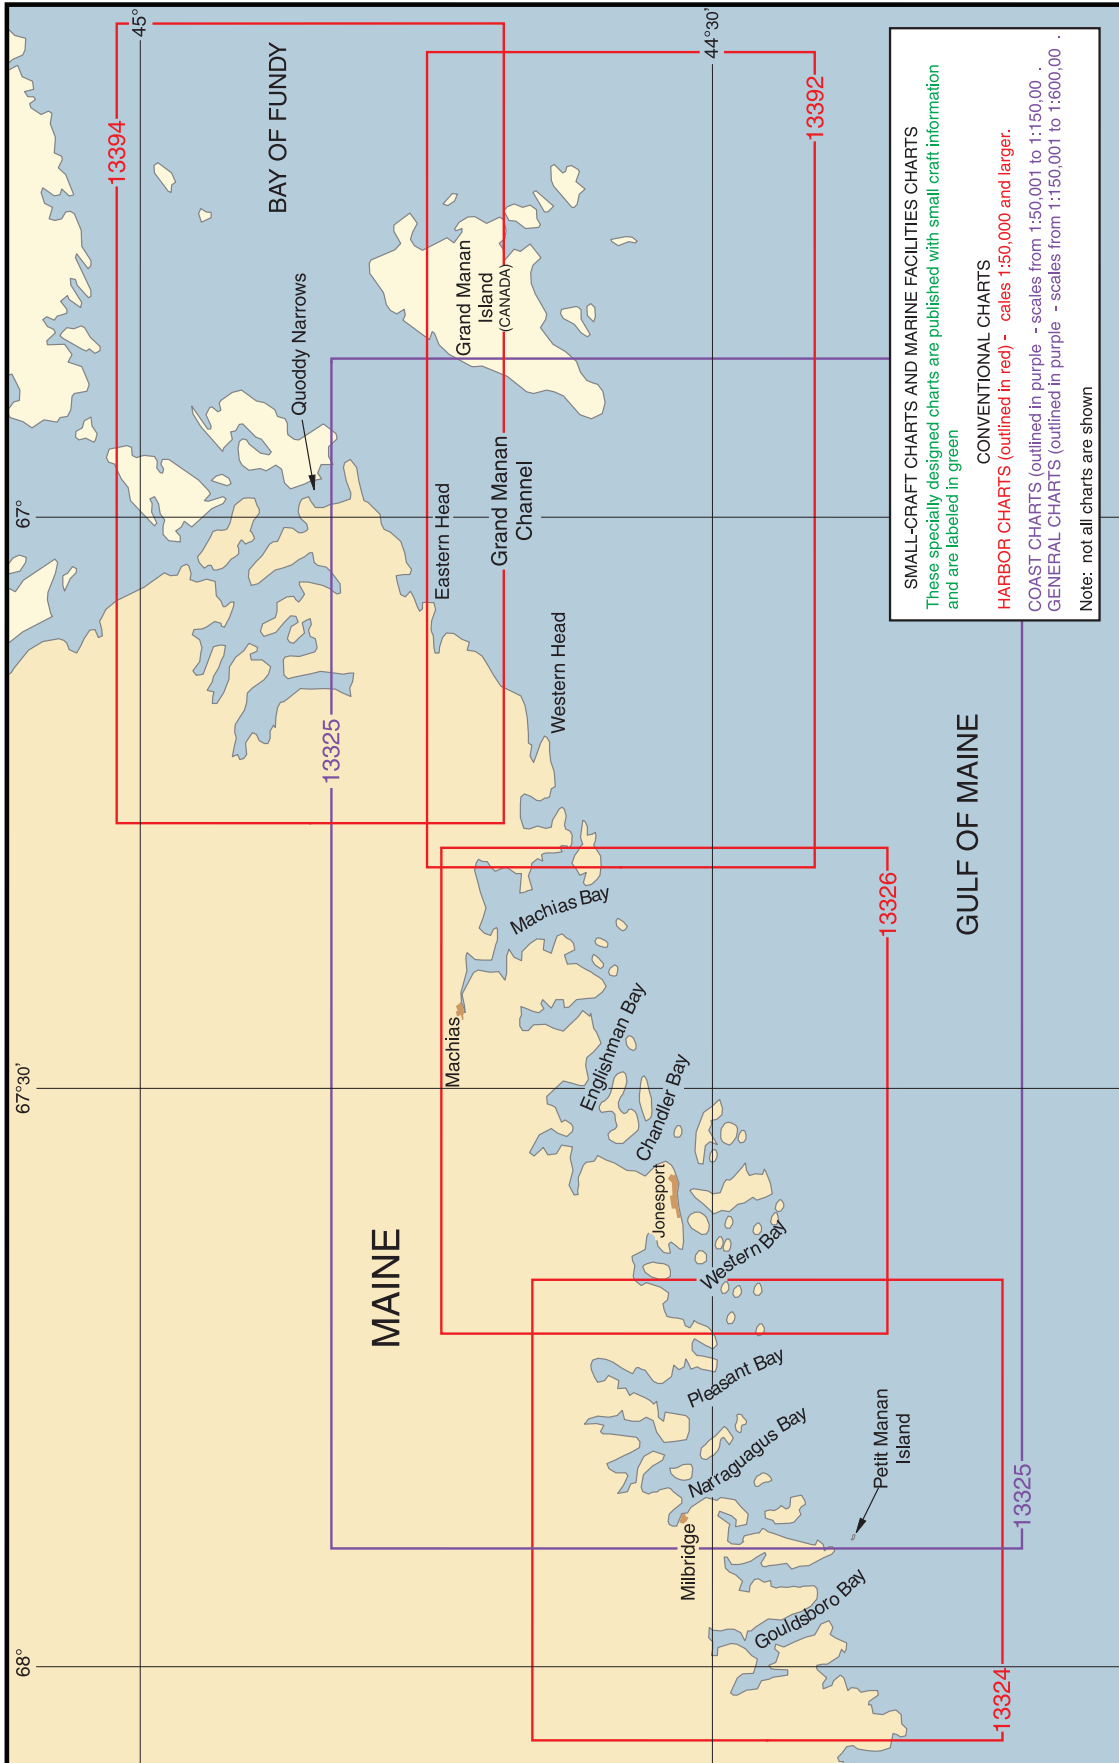 68°
67°30'
67°
45°
44°30'
13394
BAY OF FUNDY
Quoddy Narrows
Grand Manan
Island
(CANADA)
13392
13325
Eastern Head
Grand Manan
Channel
Western Head
MAINE
Machias
Machias Bay
13326
Englishman Bay
Chandler Bay
Jonesport
Western Bay
Pleasant Bay
Narraguagus Bay
Milbridge
Petit Manan
Island
Gouldsboro Bay
13324
13325
GULF OF MAINE
SMALL-CRAFT CHARTS AND MARINE FACILITIES CHARTS
These specially designed charts are published with small craft information
and are labeled in green
CONVENTIONAL CHARTS
HARBOR CHARTS (outlined in red) - cales 1:50,000 and larger.
COAST CHARTS (outlined in purple - scales from 1:50,001 to 1:150,00 .
GENERAL CHARTS (outlined in purple - scales from 1:150,001 to 1:600,00 .
Note: not all charts are shown